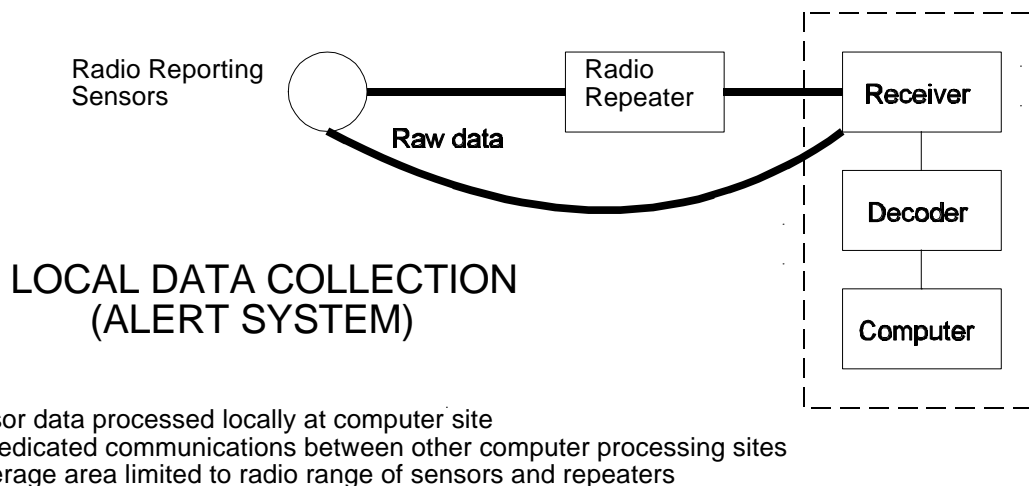 Radio Reporting
Sensors
Radio
Repeater
Receiver
Raw data
Decoder
LOCAL DATA COLLECTION
(ALERT SYSTEM)
Computer
sor data processed locally at computer site
edicated communications between other computer processing sites
erage area limited to radio range of sensors and repeaters